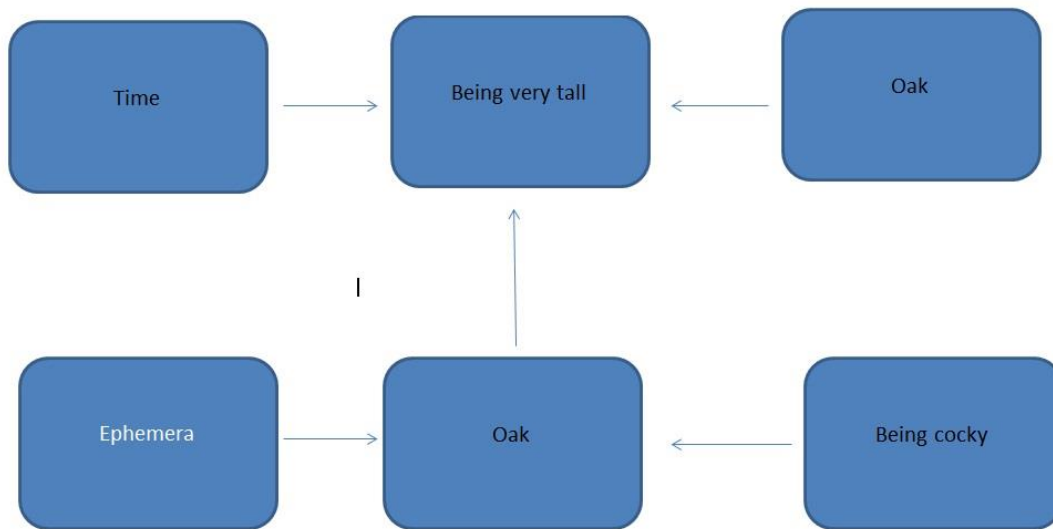 Time
Being very tall
Oak
Ephemera
Oak
Being cocky